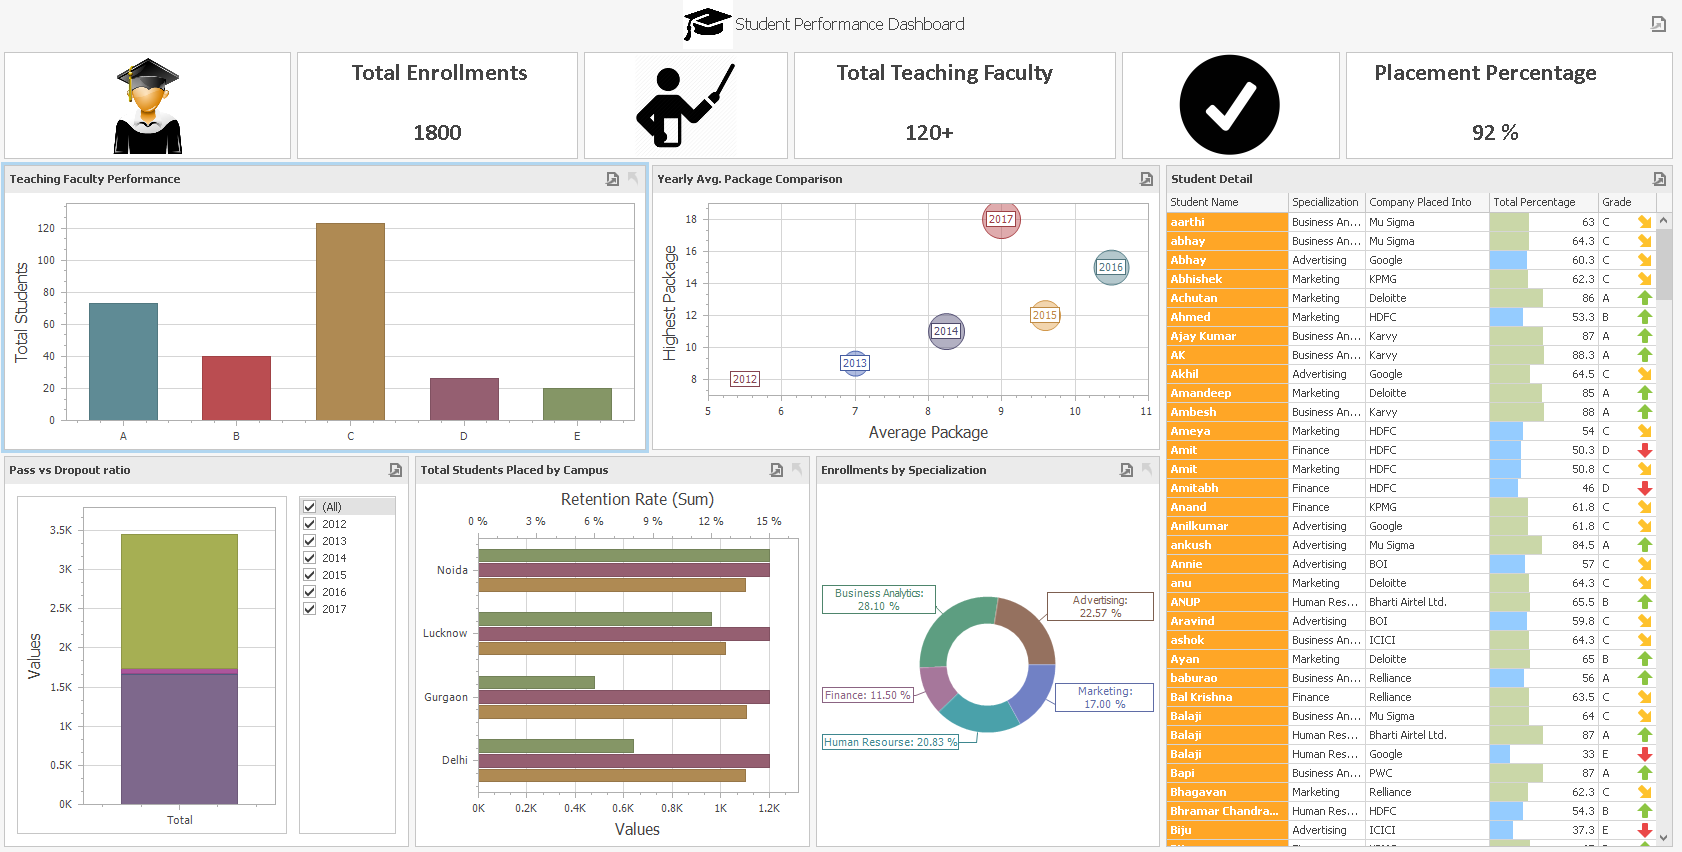 Student Performance Dashboard
Total Enrollments
1800
Total Teaching Faculty
120+
Placement Percentage
92 %
Teaching Faculty Performance
Total Students
120
100
80
60
40
20
0
A B C D E
Yearly Avg. Package Comparison
Highest Package
18
16
14
12
10
8
2017
2016
2015
2014
2013
2012
5 6 7 8 9 10 11
Average Package
Pass vs Dropout ratio
Values
3.5K
3K
2.5K
2K
1.5K
1K
0.5K
0K
Total
(All)
2012
2013
2014
2015
2016
2017
Total Students Placed by Campus
Retention Rate (Sum)
0 % 3 % 6 % 9 % 12 % 15 %
Noida
Lucknow
Gurgaon
Delhi
0K 0.2K 0.4K 0.6K 0.8K 1K 1.2K
Values
Enrollments by Specialization
Business Analytics:
28.10 %
Advertising:
22.57 %
Finance: 11.50 %
Marketing:
17.00 %
Human Resourse: 20.83 %
Student Detail
Student Name Speciallization Company Placed Into Total Percentage Grade
aarthi Business An... Mu Sigma 63 C
abhay Business An... Mu Sigma 64.3 C
Abhay Advertising Google 60.3 C
Abhishek Marketing KPMG 62.3 C
Achutan Marketing Deloitte 86 A
Ahmed Marketing HDFC 53.3 B
Ajay Kumar Business An... Karvy 87 A
AK Business An... Karvy 88.3 A
Akhil Advertising Google 64.5 C
Amandeep Marketing Deloitte 85 A
Ambesh Business An... Karvy 88 A
Ameya Marketing HDFC 54 C
Amit Finance HDFC 50.3 D
Amit Marketing HDFC 50.8 C
Amitabh Finance HDFC 46 D
Anand Finance KPMG 61.8 C
Anilkumar Advertising Google 61.8 C
ankush Advertising Mu Sigma 84.5 A
Annie Advertising BOI 57 C
anu Marketing Deloitte 64.3 C
ANUP Human Res... Bharti Airtel Ltd. 65.5 B
Aravind Advertising BOI 59.8 C
ashok Business An... ICICI 64.3 C
Ayan Marketing Deloitte 65 B
baburao Business An... Relliance 56 A
Bal Krishna Finance Relliance 63.5 C
Balaji Business An... Mu Sigma 64 C
Balaji Human Res... Bharti Airtel Ltd. 87 A
Balaji Human Res... Google 33 E
Bapi Business An... PWC 87 A
Bhagavan Marketing Relliance 62.3 C
Bhramar Chandra... Human Res... HDFC 54.3 B
Biju Advertising ICICI 37.3 E